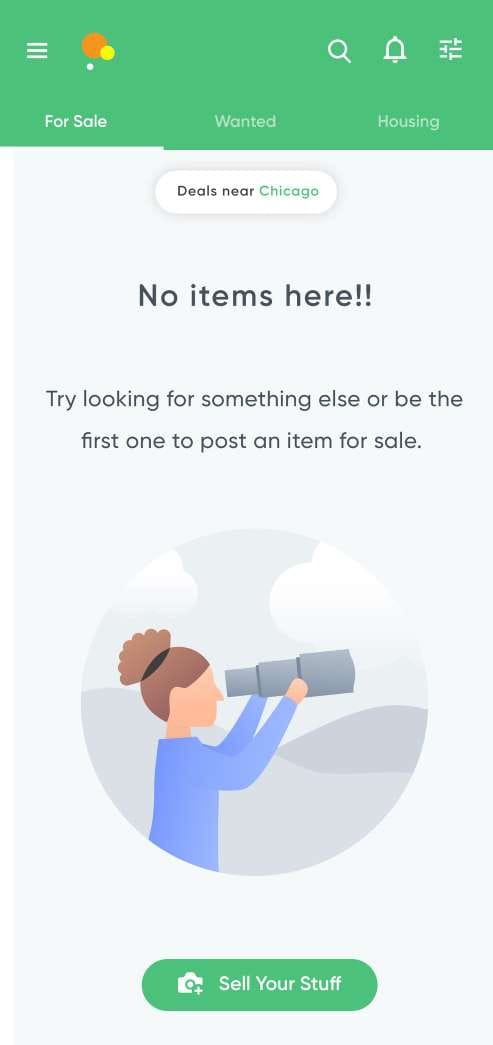 For Sale
Wanted
Housing
Deals near Chicago
No items here!!
Try looking for something else or be the
first one to post an item for sale.
Sell Your Stuff